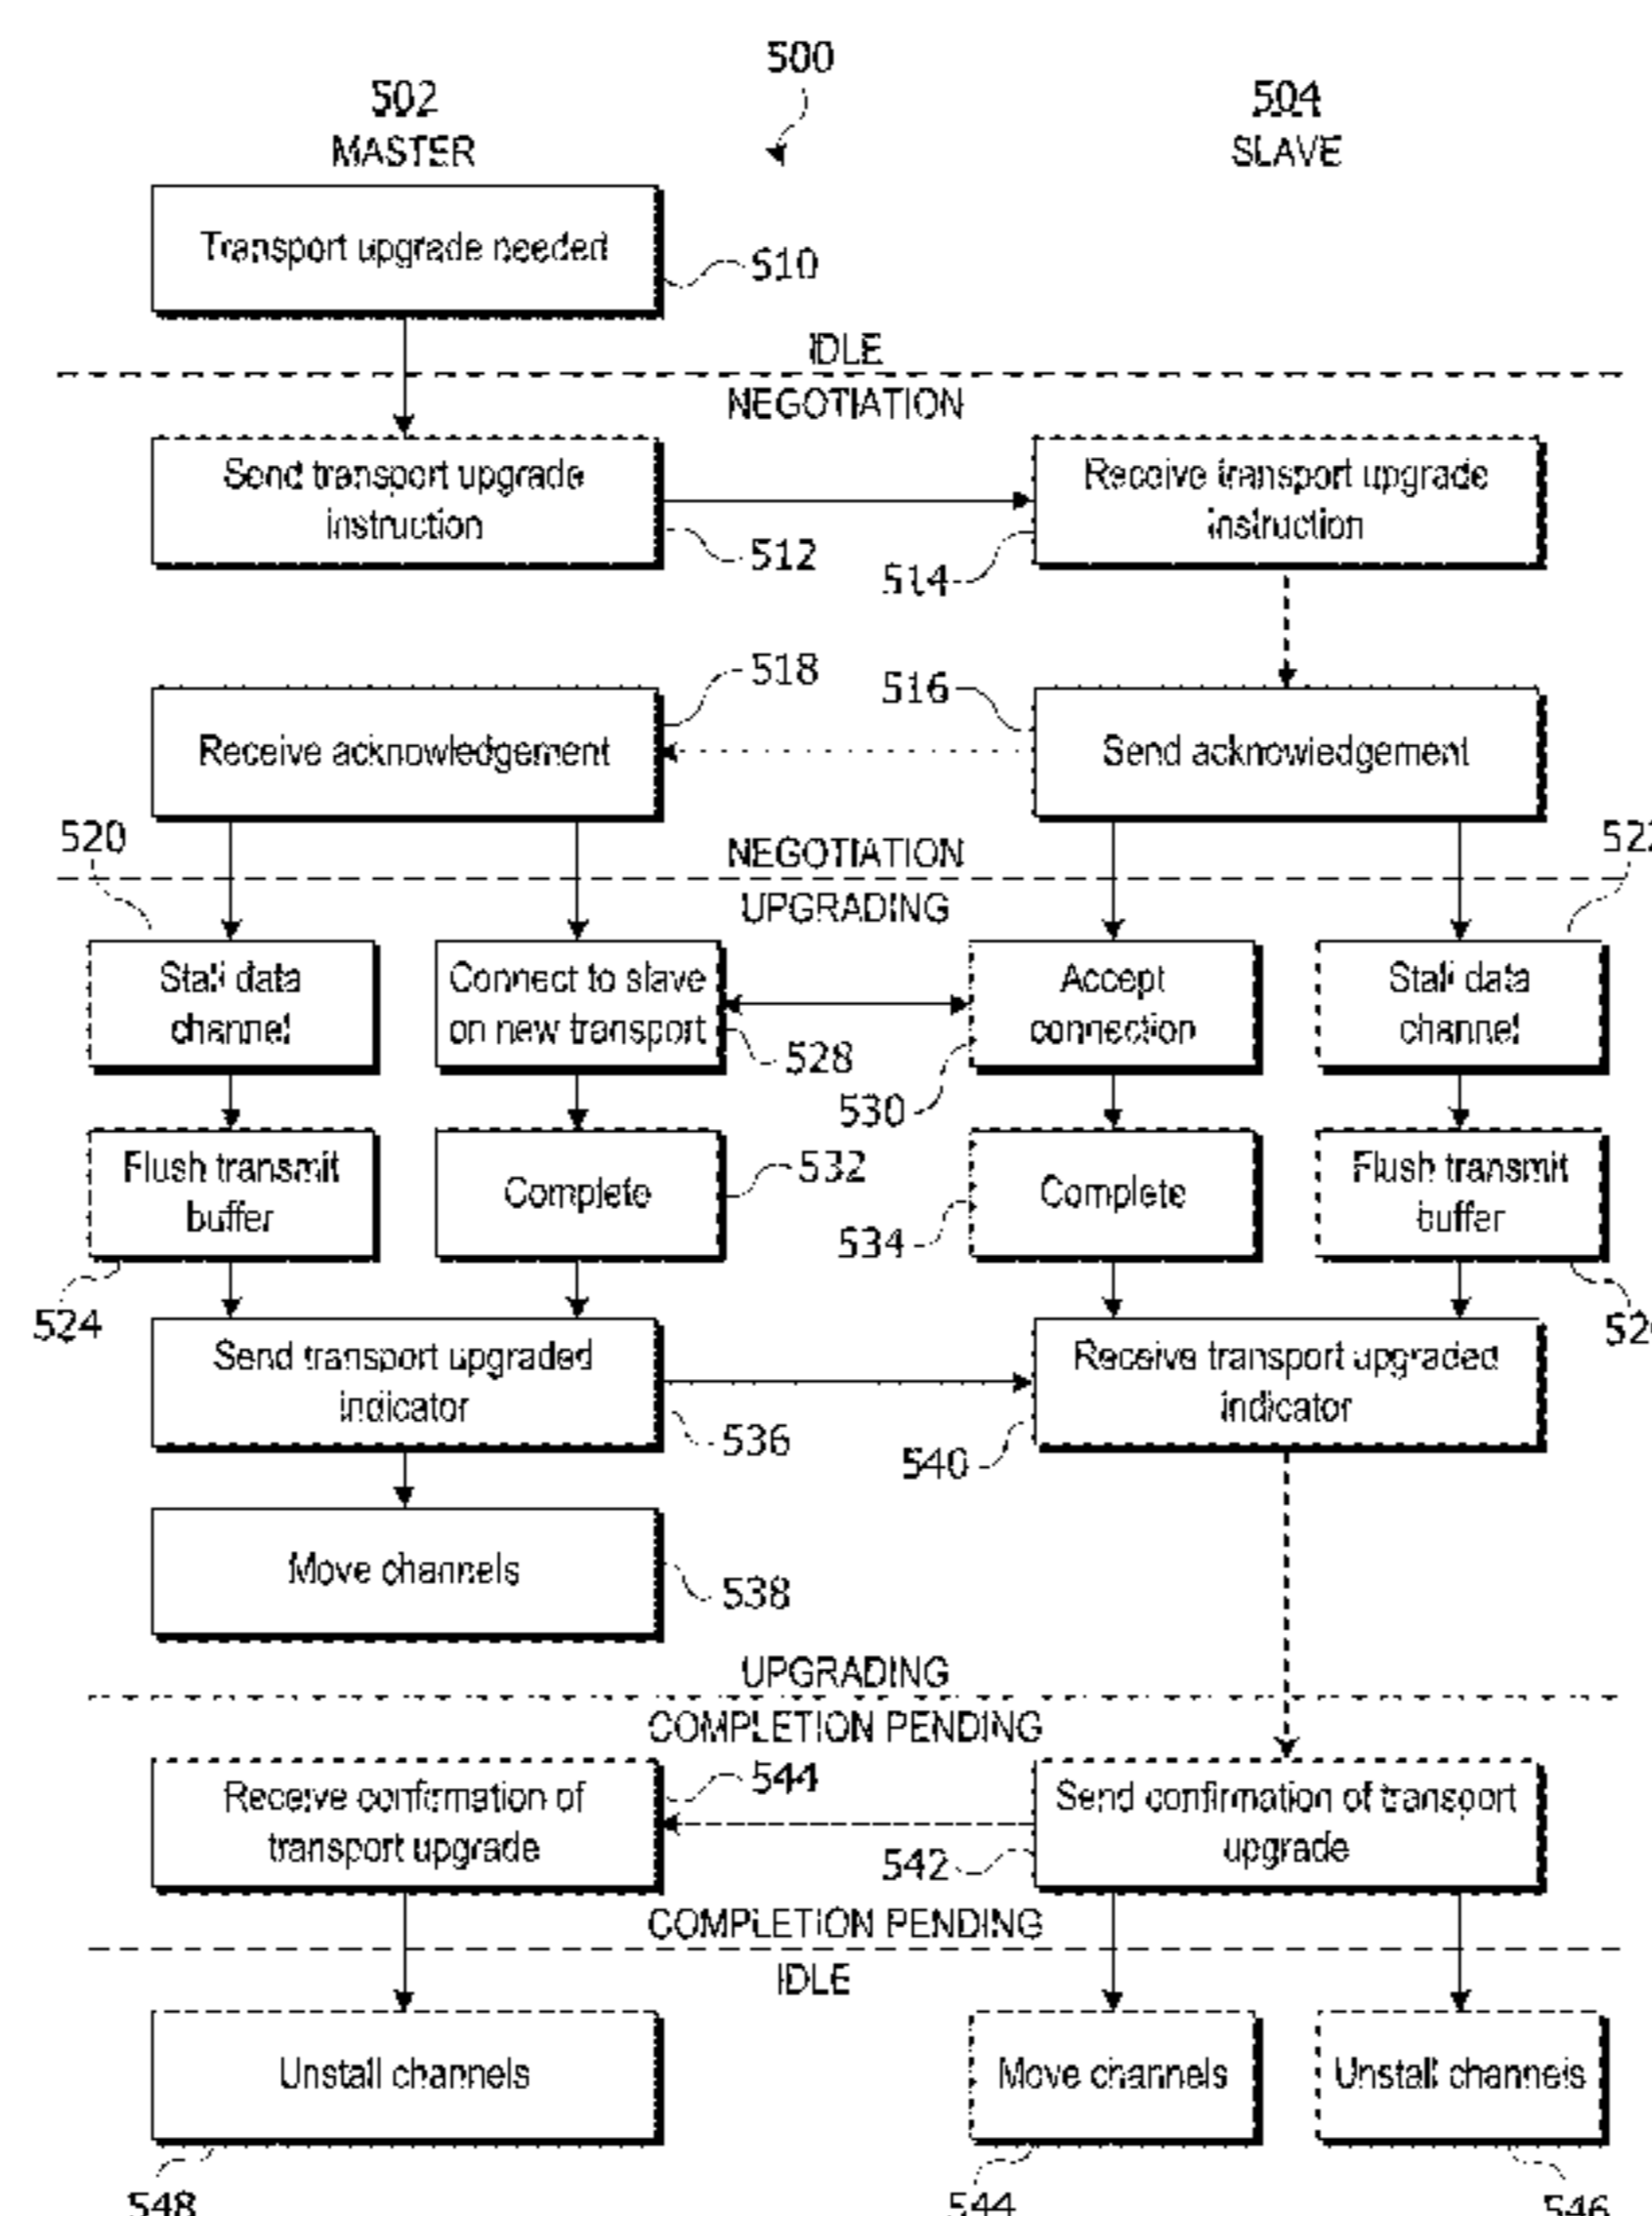 500
502
504
MASTER
SLAVE
Transport upgrade needed
510
IDLE
NEGOTIATION
Send transport upgrade
instruction
Receive transport upgrade
instruction
512
514
518
516
Receive acknowledgement
Send acknowledgement
520
NEGOTIATION
UPGRADING
Stall data
channel
Connect to slave
on new transport
Accept
connection
Stall data
channel
528
530
Flush transmit
buffer
Complete
532
Complete
Flush transmit
buffer
534
524
Send transport upgraded
indicator
Receive transport upgraded
indicator
536
540
Move channels
538
UPGRADING
COMPLETION PENDING
544
Receive confirmation of
transport upgrade
Send confirmation of transport
upgrade
542
COMPLETION PENDING
IDLE
Unstall channels
Move channels
Unstall channels
548
544
546